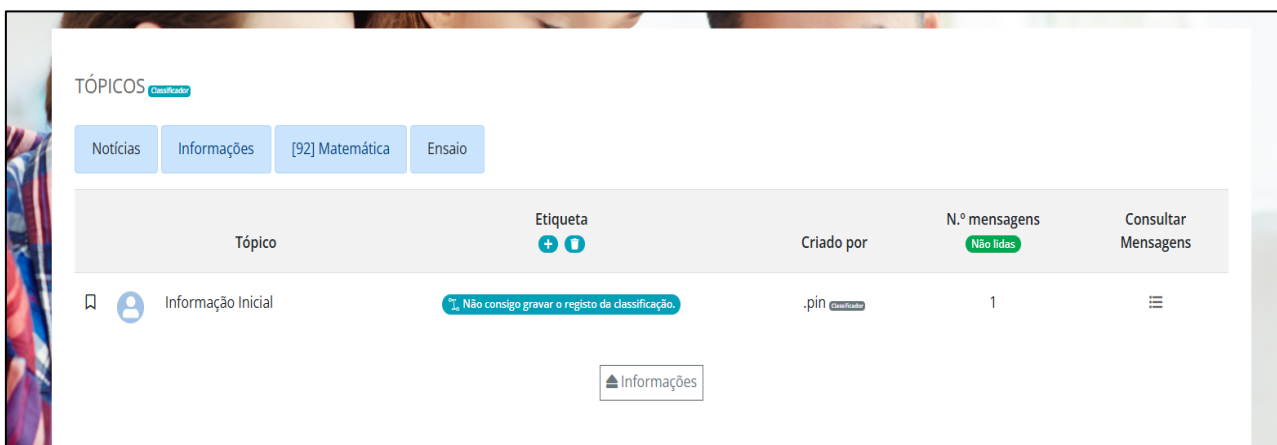 TÓPICOS Classificador
Notícias Informações [92] Matemática Ensaio
Tópico Etiqueta Criado por N.º mensagens Não lidas Consultar Mensagens
Informação Inicial Não consigo gravar o registo da classificação. .pin Classificador 1
Informações